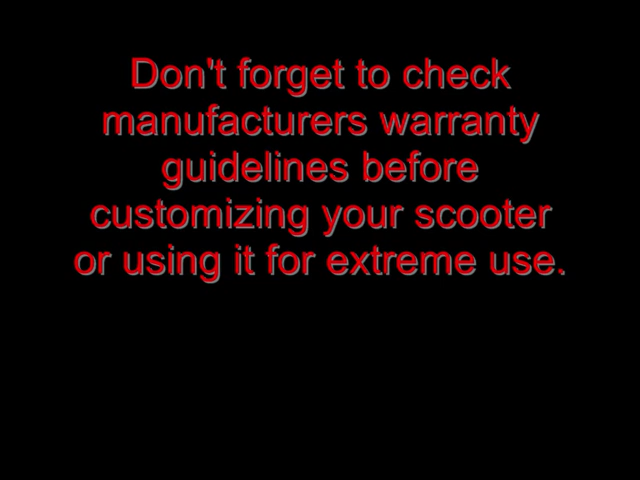 Don't forget to check
manufacturers warranty
guidelines before
customizing your scooter
or using it for extreme use.